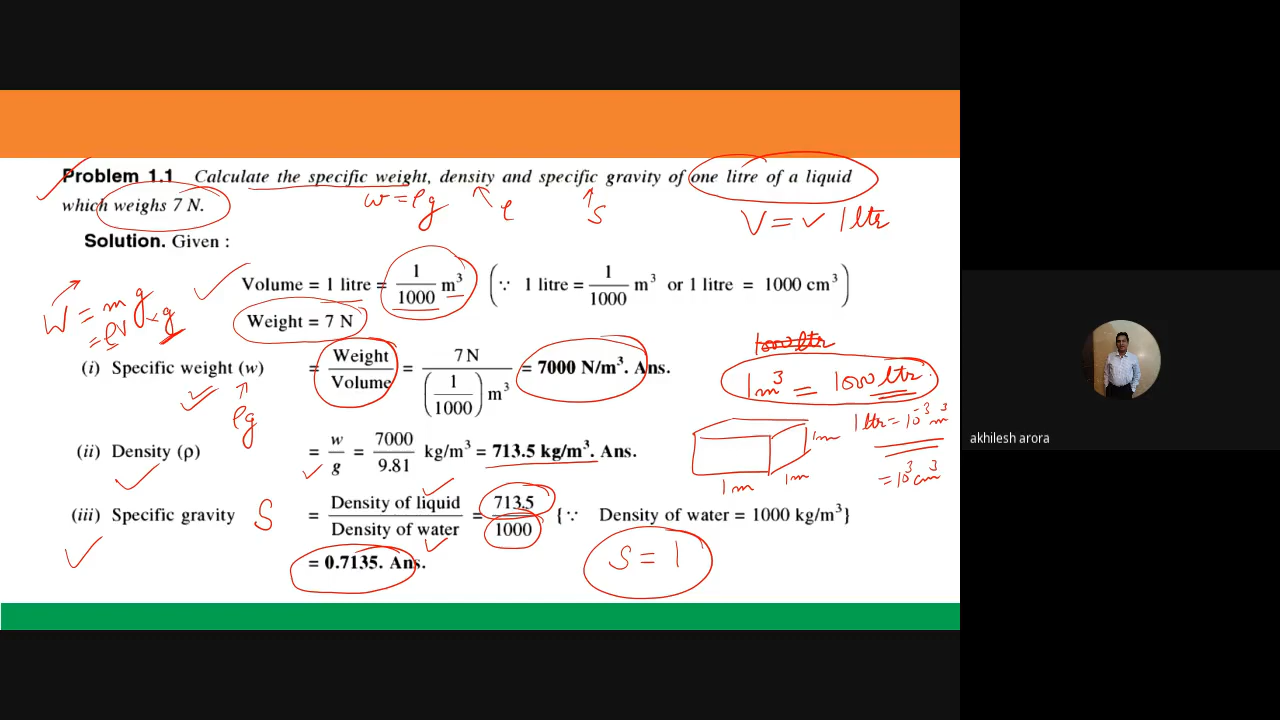 Problem 1.1 Calculate the specific weight, density and specific gravity of one litre of a liquid
which weighs 7 N.
w = ρg ρ S
V = ✓ 1 ltr
Solution. Given :
Volume = 1 litre = 1/1000 m³ (∵ 1 litre = 1/1000 m³ or 1 litre = 1000 cm³)
W = mg
= ρV × g
Weight = 7 N
(i) Specific weight (w) = Weight/Volume = 7 N/(1/1000) m³ = 7000 N/m³. Ans.
ρg
1000 ltr
1m³ = 1000 ltr
1 ltr = 10⁻³ m³
= 10³ cm³
1m
1m 1m
(ii) Density (ρ) = w/g = 7000/9.81 kg/m³ = 713.5 kg/m³. Ans.
(iii) Specific gravity S = Density of liquid/Density of water = 713.5/1000 {∵ Density of water = 1000 kg/m³}
= 0.7135. Ans.
S = 1
akhilesh arora